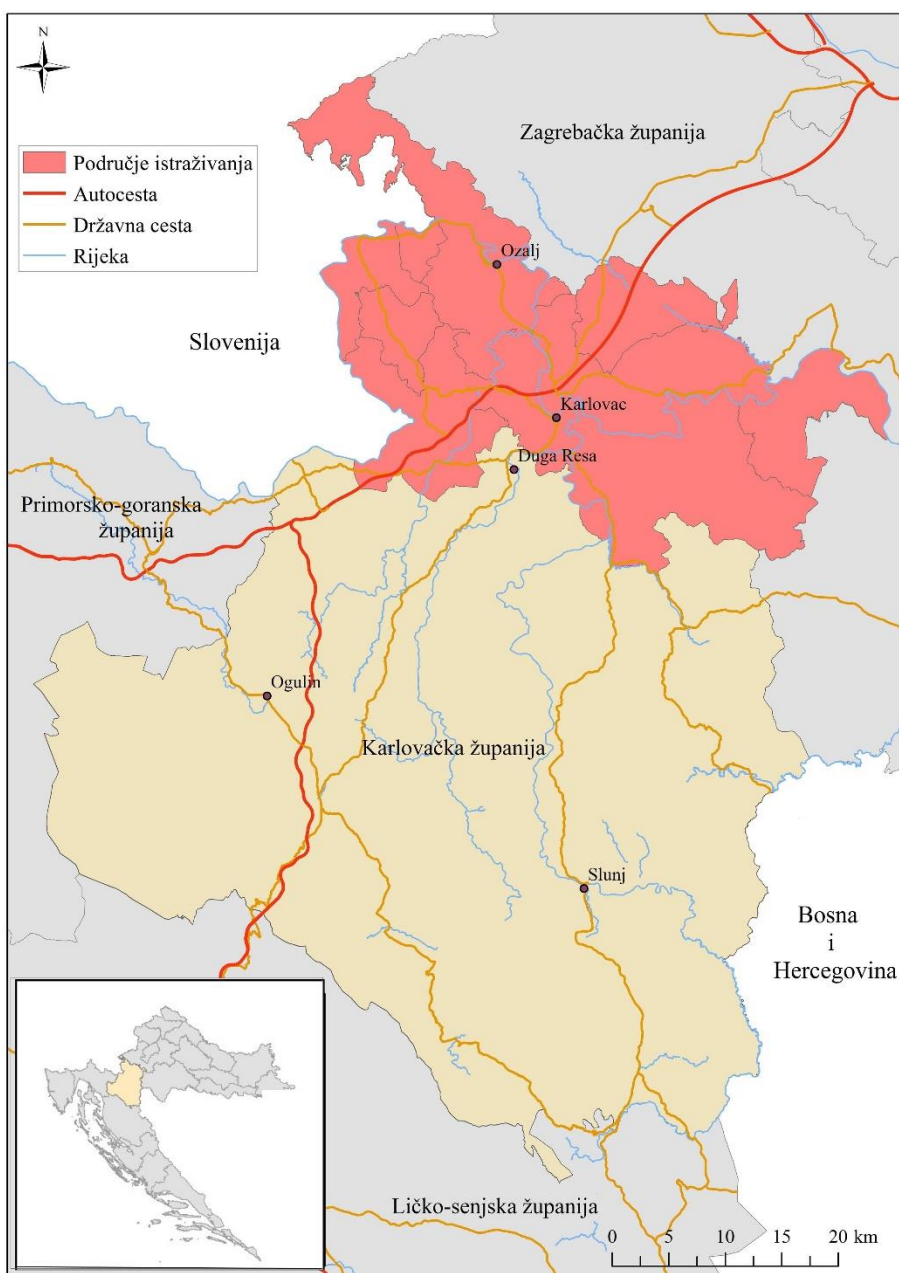 N
Zagrebačka županija
Područje istraživanja
Autocesta
Državna cesta
Rijeka
Ozalj
Slovenija
Karlovac
Duga Resa
Primorsko-goranska
županija
Ogulin
Karlovačka županija
Slunj
Bosna
i
Hercegovina
Ličko-senjska županija
0 5 10 15 20 km